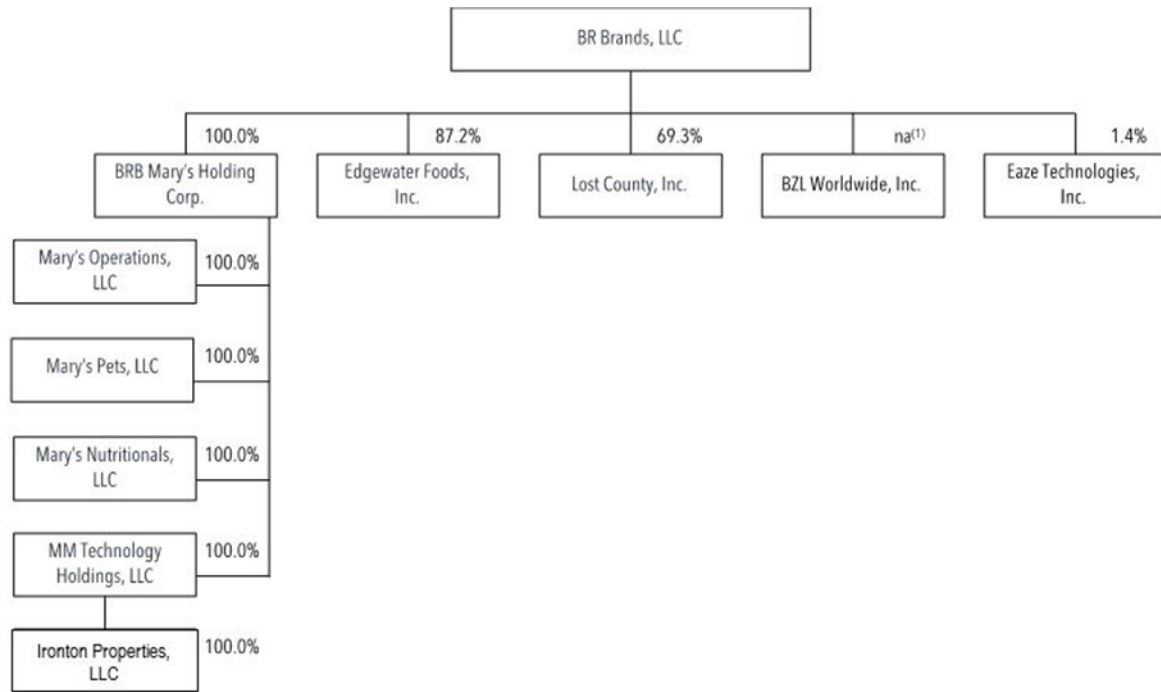 BR Brands, LLC
100.0%
87.2%
69.3%
na(1)
1.4%
BRB Mary's Holding
Corp.
Edgewater Foods,
Inc.
Lost County, Inc.
BZL Worldwide, Inc.
Eaze Technologies,
Inc.
Mary's Operations,
LLC
100.0%
Mary's Pets, LLC
100.0%
Mary's Nutritionals,
LLC
100.0%
MM Technology
Holdings, LLC
100.0%
Ironton Properties,
LLC
100.0%